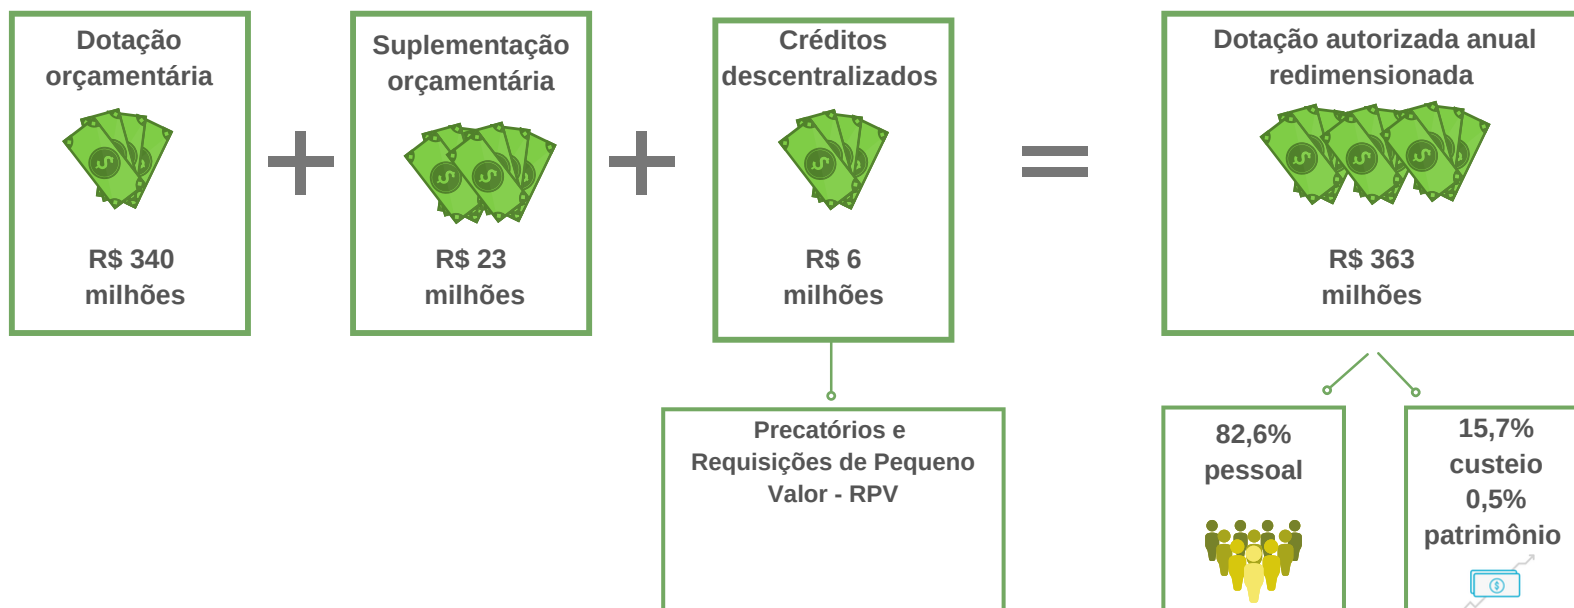 Dotação
orçamentária
R$ 340
milhões
Suplementação
orçamentária
R$ 23
milhões
Créditos
descentralizados
R$ 6
milhões
Dotação autorizada anual
redimensionada
R$ 363
milhões
Precatórios e
Requisições de Pequeno
Valor - RPV
82,6%
pessoal
15,7%
custeio
0,5%
patrimônio